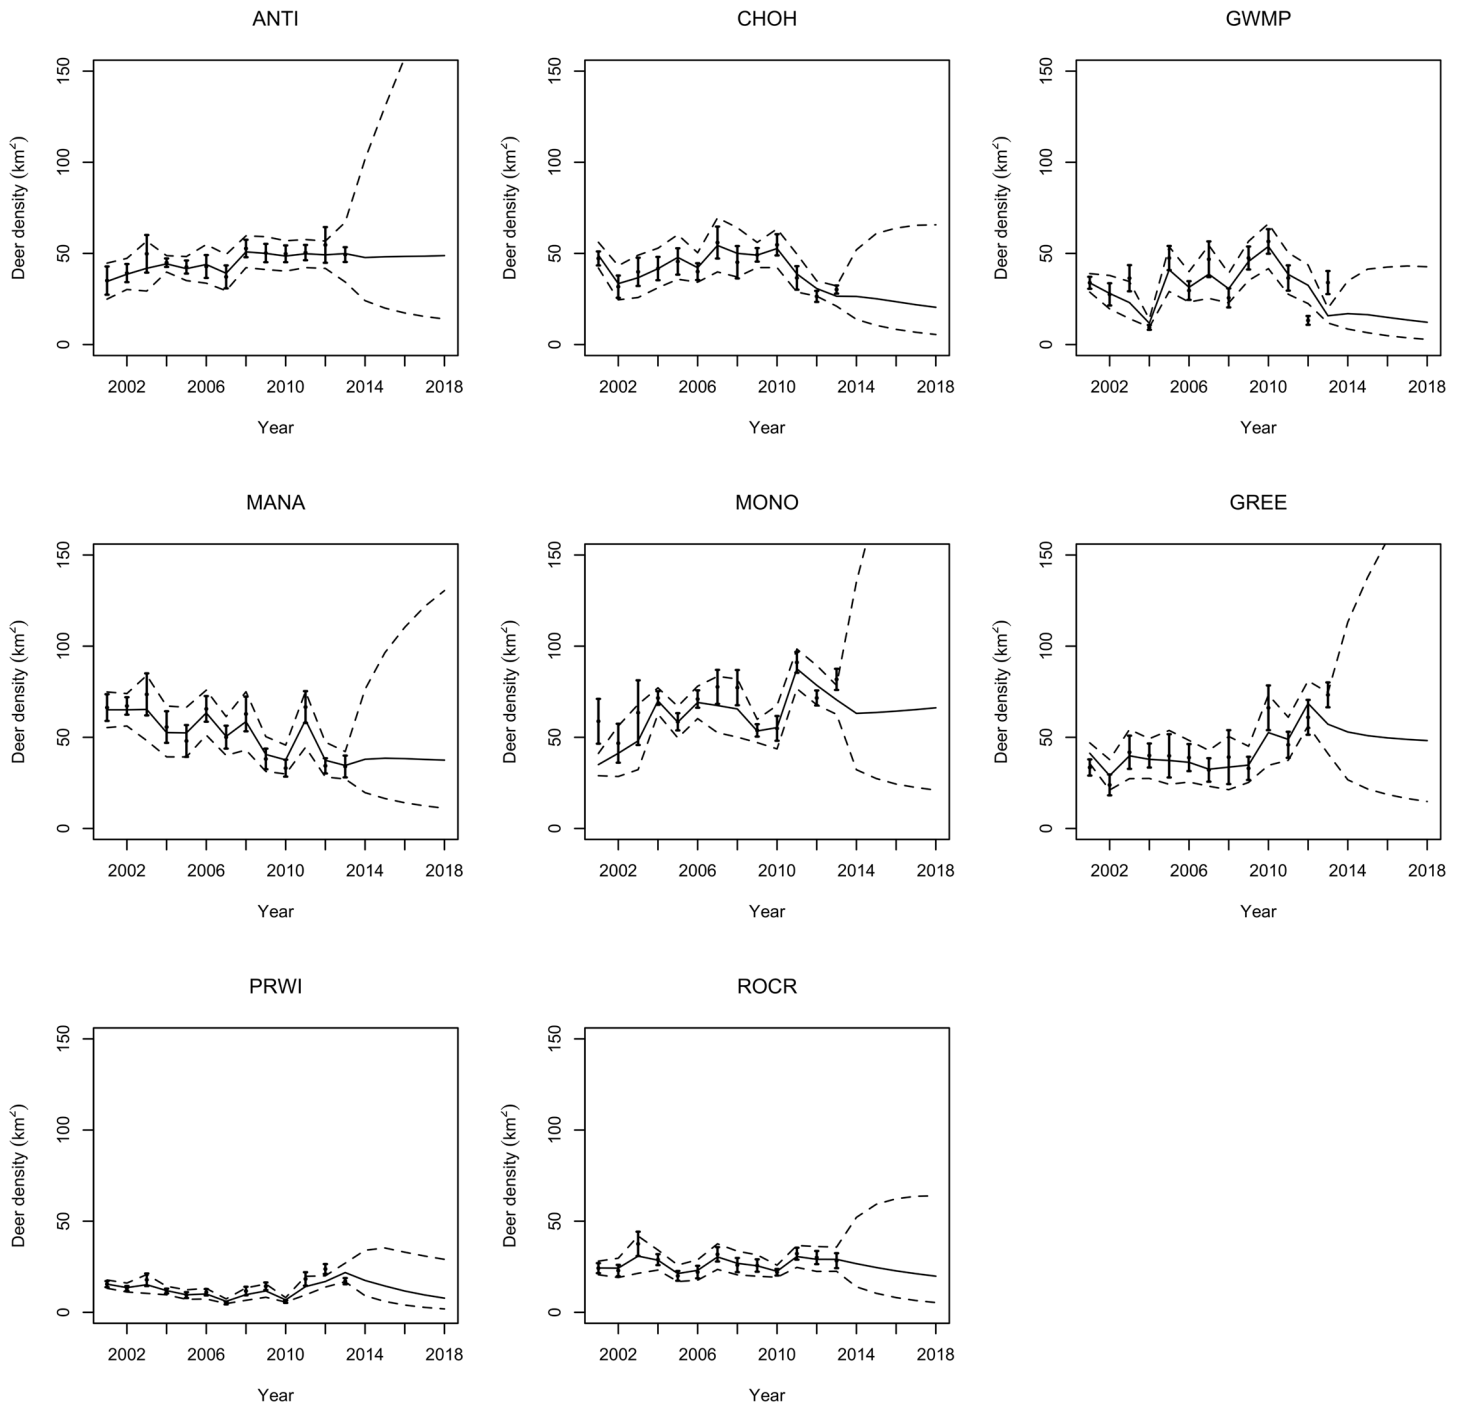 ANTI CHOH GWMP
150 150 150
100 100 100
50 50 50
0 0 0
Deer density (km²) Deer density (km²) Deer density (km²)
2002 2006 2010 2014 2018 2002 2006 2010 2014 2018 2002 2006 2010 2014 2018
Year Year Year
MANA MONO GREE
150 150 150
100 100 100
50 50 50
0 0 0
Deer density (km²) Deer density (km²) Deer density (km²)
2002 2006 2010 2014 2018 2002 2006 2010 2014 2018 2002 2006 2010 2014 2018
Year Year Year
PRWI ROCR
150 150
100 100
50 50
0 0
Deer density (km²) Deer density (km²)
2002 2006 2010 2014 2018 2002 2006 2010 2014 2018
Year Year